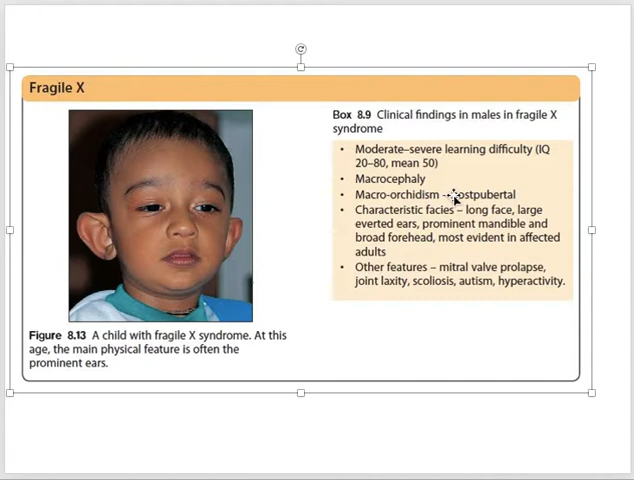 Fragile X
Box 8.9 Clinical findings in males in fragile X
syndrome
• Moderate–severe learning difficulty (IQ
20–80, mean 50)
• Macrocephaly
• Macro-orchidism – postpubertal
• Characteristic facies – long face, large
everted ears, prominent mandible and
broad forehead, most evident in affected
adults
• Other features – mitral valve prolapse,
joint laxity, scoliosis, autism, hyperactivity.
Figure 8.13 A child with fragile X syndrome. At this
age, the main physical feature is often the
prominent ears.